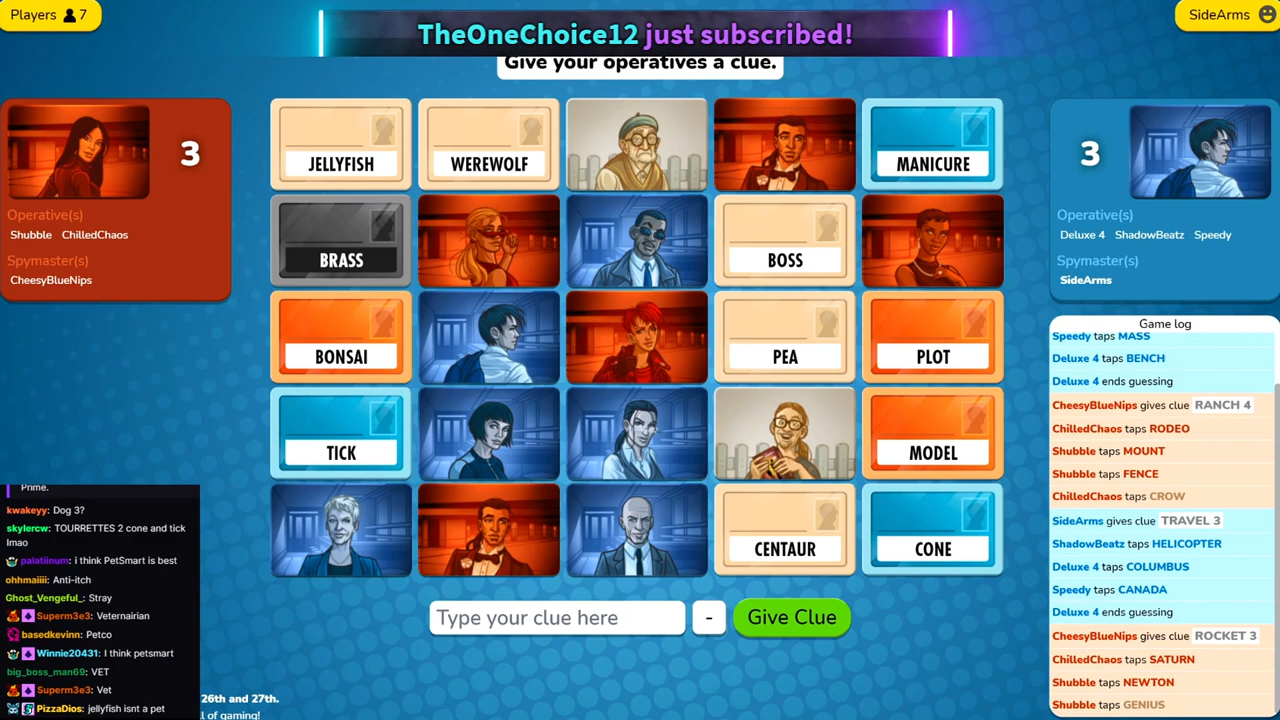 Players 7
TheOneChoice12 just subscribed!
SideArms
Give your operatives a clue.
3
Operative(s)
Shubble ChilledChaos
Spymaster(s)
CheesyBlueNips
JELLYFISH
WEREWOLF
MANICURE
BRASS
BOSS
BONSAI
PEA
PLOT
TICK
MODEL
CENTAUR
CONE
Type your clue here
-
Give Clue
3
Operative(s)
Deluxe 4 ShadowBeatz Speedy
Spymaster(s)
SideArms
Game log
Speedy taps MASS
Deluxe 4 taps BENCH
Deluxe 4 ends guessing
CheesyBlueNips gives clue RANCH 4
ChilledChaos taps RODEO
Shubble taps MOUNT
Shubble taps FENCE
ChilledChaos taps CROW
SideArms gives clue TRAVEL 3
ShadowBeatz taps HELICOPTER
Deluxe 4 taps COLUMBUS
Speedy taps CANADA
Deluxe 4 ends guessing
CheesyBlueNips gives clue ROCKET 3
ChilledChaos taps SATURN
Shubble taps NEWTON
Shubble taps GENIUS
Prime.
kwakeyy: Dog 3?
skylercw: TOURRETTES 2 cone and tick
lmao
palatiinum: i think PetSmart is best
ohhmaiiii: Anti-itch
Ghost_Vengeful_: Stray
Superm3e3: Veternairian
basedkevinn: Petco
Winnie20431: I think petsmart
big_boss_man69: VET
Superm3e3: Vet
PizzaDios: jellyfish isnt a pet
26th and 27th.
l of gaming!